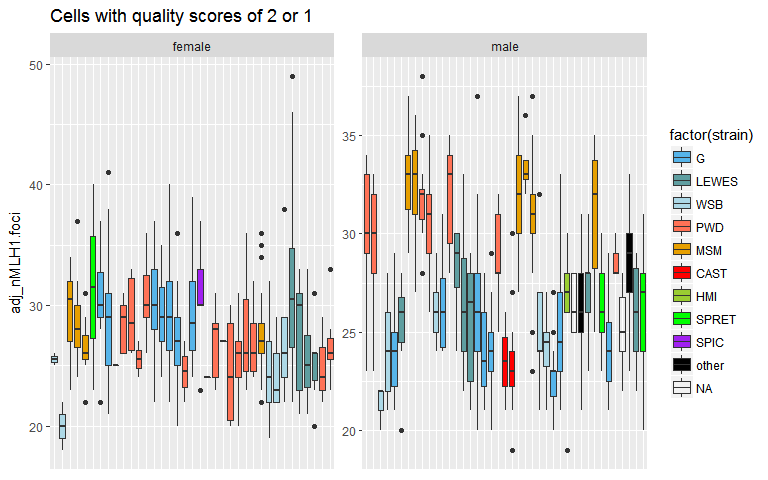 Cells with quality scores of 2 or 1
female
male
adj_nMLH1.foci
50
40
30
20
35
30
25
20
factor(strain)
G
LEWES
WSB
PWD
MSM
CAST
HMI
SPRET
SPIC
other
NA